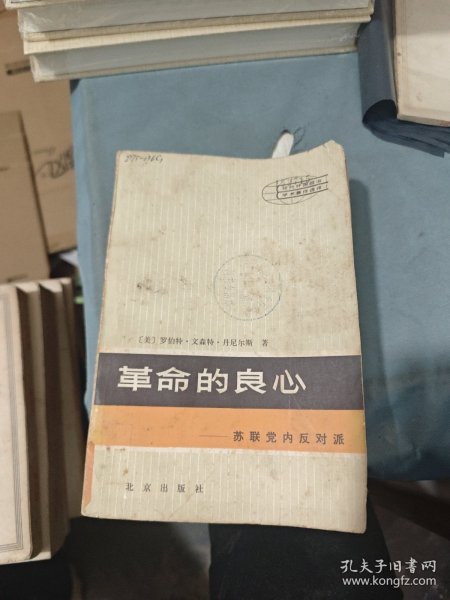 〔美〕罗伯特·文森特·丹尼尔斯 著
革命的良心
——苏联党内反对派
北京出版社
孔夫子旧书网
www.kongfz.com